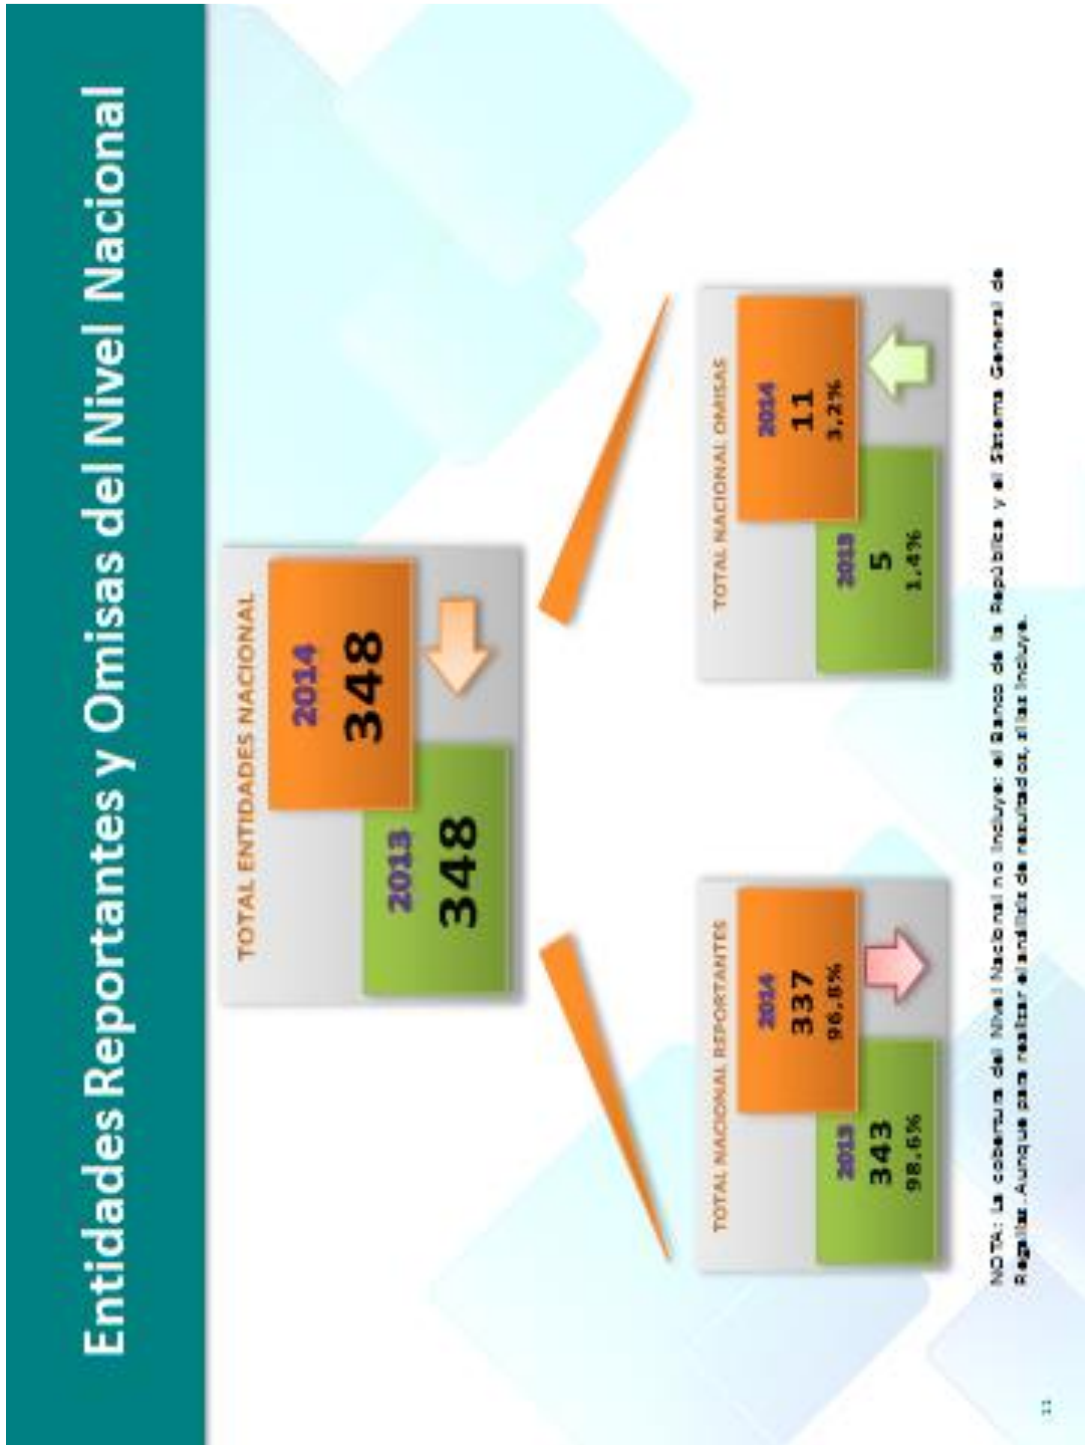 Entidades Reportantes y Omisas del Nivel Nacional
TOTAL ENTIDADES NACIONAL
2013
348
2014
348
TOTAL NACIONAL REPORTANTES
2013
343
98.6%
2014
337
96.8%
TOTAL NACIONAL OMISAS
2013
5
1.4%
2014
11
3.2%
NOTA: La cobertura del Nivel Nacional no incluye: el Banco de la República y el Sistema General de
Regalías. Aunque para realizar el análisis de resultados, sí las incluye.
11